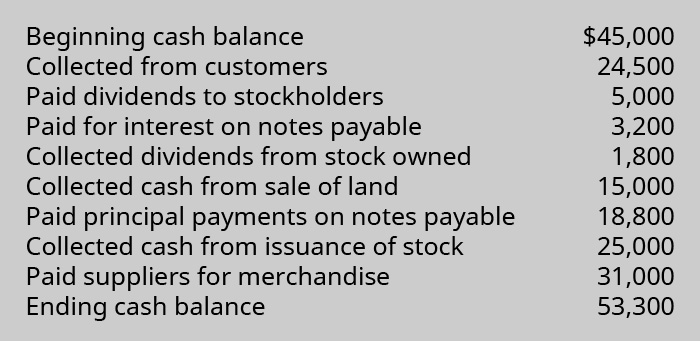 Beginning cash balance $45,000
Collected from customers 24,500
Paid dividends to stockholders 5,000
Paid for interest on notes payable 3,200
Collected dividends from stock owned 1,800
Collected cash from sale of land 15,000
Paid principal payments on notes payable 18,800
Collected cash from issuance of stock 25,000
Paid suppliers for merchandise 31,000
Ending cash balance 53,300